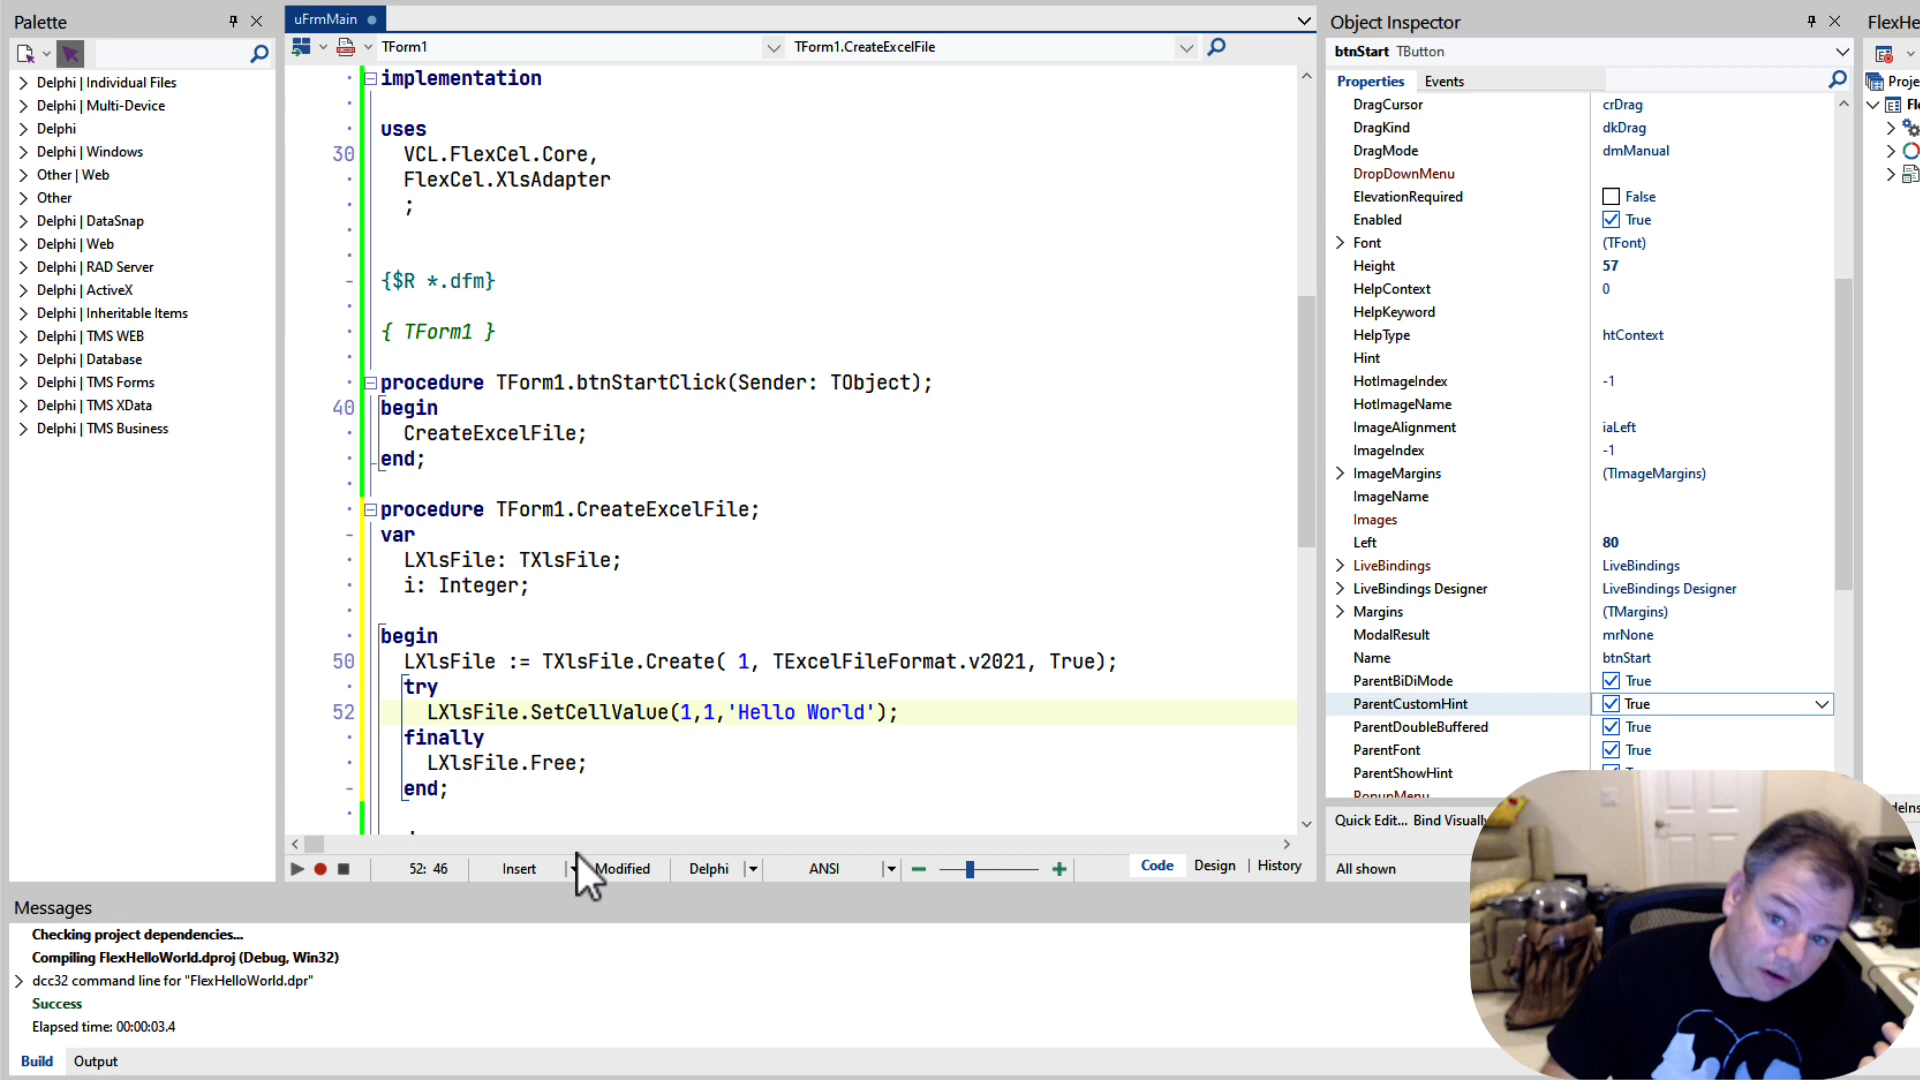 Palette
Delphi | Individual Files
Delphi | Multi-Device
Delphi
Delphi | Windows
Other | Web
Other
Delphi | DataSnap
Delphi | Web
Delphi | RAD Server
Delphi | ActiveX
Delphi | Inheritable Items
Delphi | TMS WEB
Delphi | Database
Delphi | TMS Forms
Delphi | TMS XData
Delphi | TMS Business
uFrmMain
TForm1
TForm1.CreateExcelFile
implementation
uses
30 VCL.FlexCel.Core,
FlexCel.XlsAdapter
;
{$R *.dfm}
{ TForm1 }
procedure TForm1.btnStartClick(Sender: TObject);
40 begin
CreateExcelFile;
end;
procedure TForm1.CreateExcelFile;
var
LXlsFile: TXlsFile;
i: Integer;
begin
50 LXlsFile := TXlsFile.Create( 1, TExcelFileFormat.v2021, True);
try
52 LXlsFile.SetCellValue(1,1,'Hello World');
finally
LXlsFile.Free;
end;
52: 46
Insert
Modified
Delphi
ANSI
Code
Design
History
Object Inspector
btnStart TButton
Properties
Events
DragCursor crDrag
DragKind dkDrag
DragMode dmManual
DropDownMenu
ElevationRequired False
Enabled True
Font (TFont)
Height 57
HelpContext 0
HelpKeyword
HelpType htContext
Hint
HotImageIndex -1
HotImageName
ImageAlignment iaLeft
ImageIndex -1
ImageMargins (TImageMargins)
ImageName
Images
Left 80
LiveBindings LiveBindings
LiveBindings Designer LiveBindings Designer
Margins (TMargins)
ModalResult mrNone
Name btnStart
ParentBiDiMode True
ParentCustomHint True
ParentDoubleBuffered True
ParentFont True
ParentShowHint
PopupMenu
Quick Edit... Bind Visually
All shown
FlexHe
Proje
Fl
Messages
Checking project dependencies...
Compiling FlexHelloWorld.dproj (Debug, Win32)
dcc32 command line for "FlexHelloWorld.dpr"
Success
Elapsed time: 00:00:03.4
Build
Output